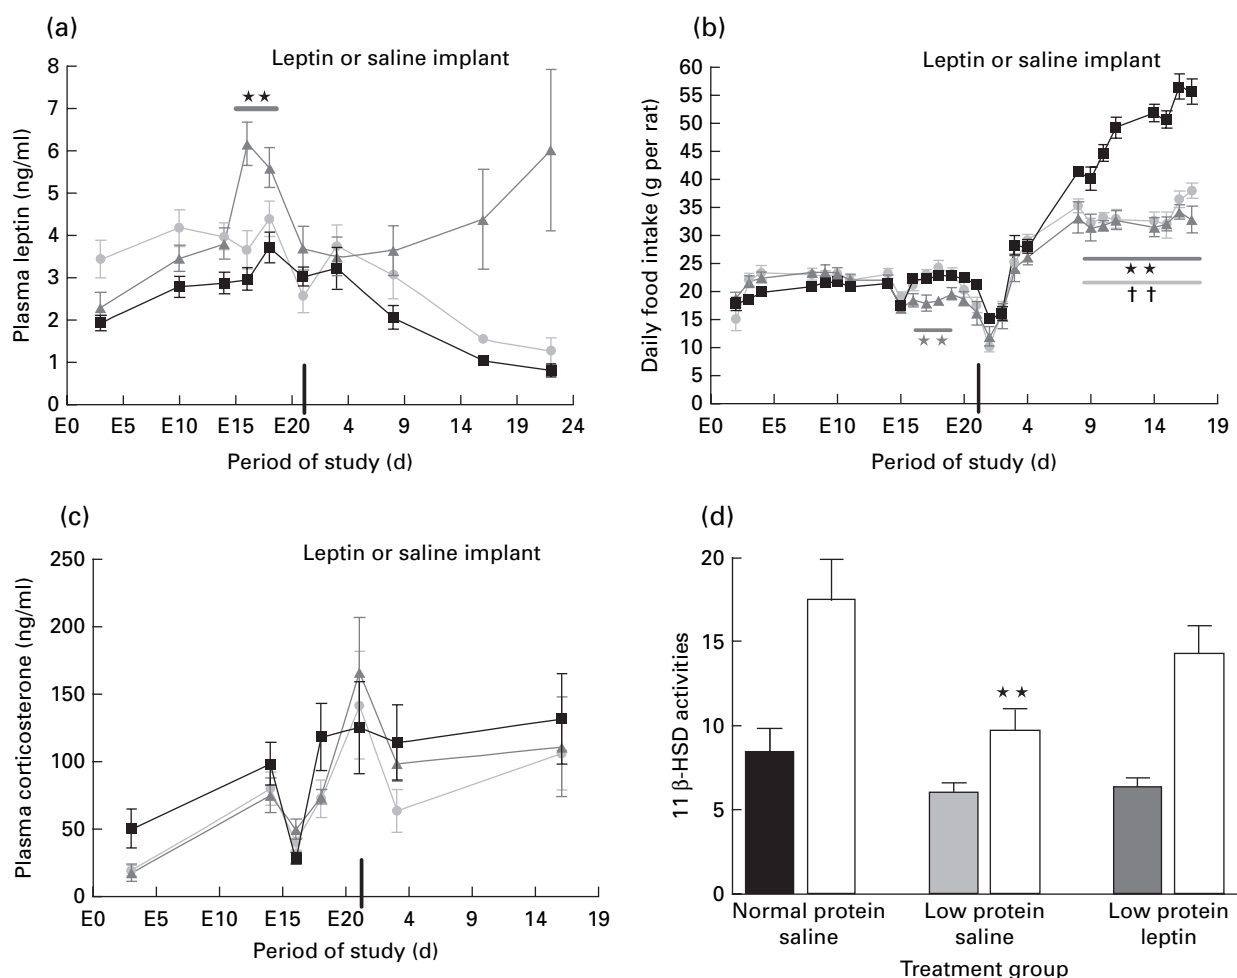 (a)
Leptin or saline implant
Plasma leptin (ng/ml)
8
7
6
5
4
3
2
1
0
★★
E0 E5 E10 E15 E20 4 9 14 19 24
Period of study (d)
(b)
Leptin or saline implant
Daily food intake (g per rat)
60
55
50
45
40
35
30
25
20
15
10
5
0
★★
★★
††
E0 E5 E10 E15 E20 4 9 14 19
Period of study (d)
(c)
Leptin or saline implant
Plasma corticosterone (ng/ml)
250
200
150
100
50
0
E0 E5 E10 E15 E20 4 9 14 19
Period of study (d)
(d)
11 β-HSD activities
20
15
10
5
0
★★
Normal protein
saline
Low protein
saline
Low protein
leptin
Treatment group